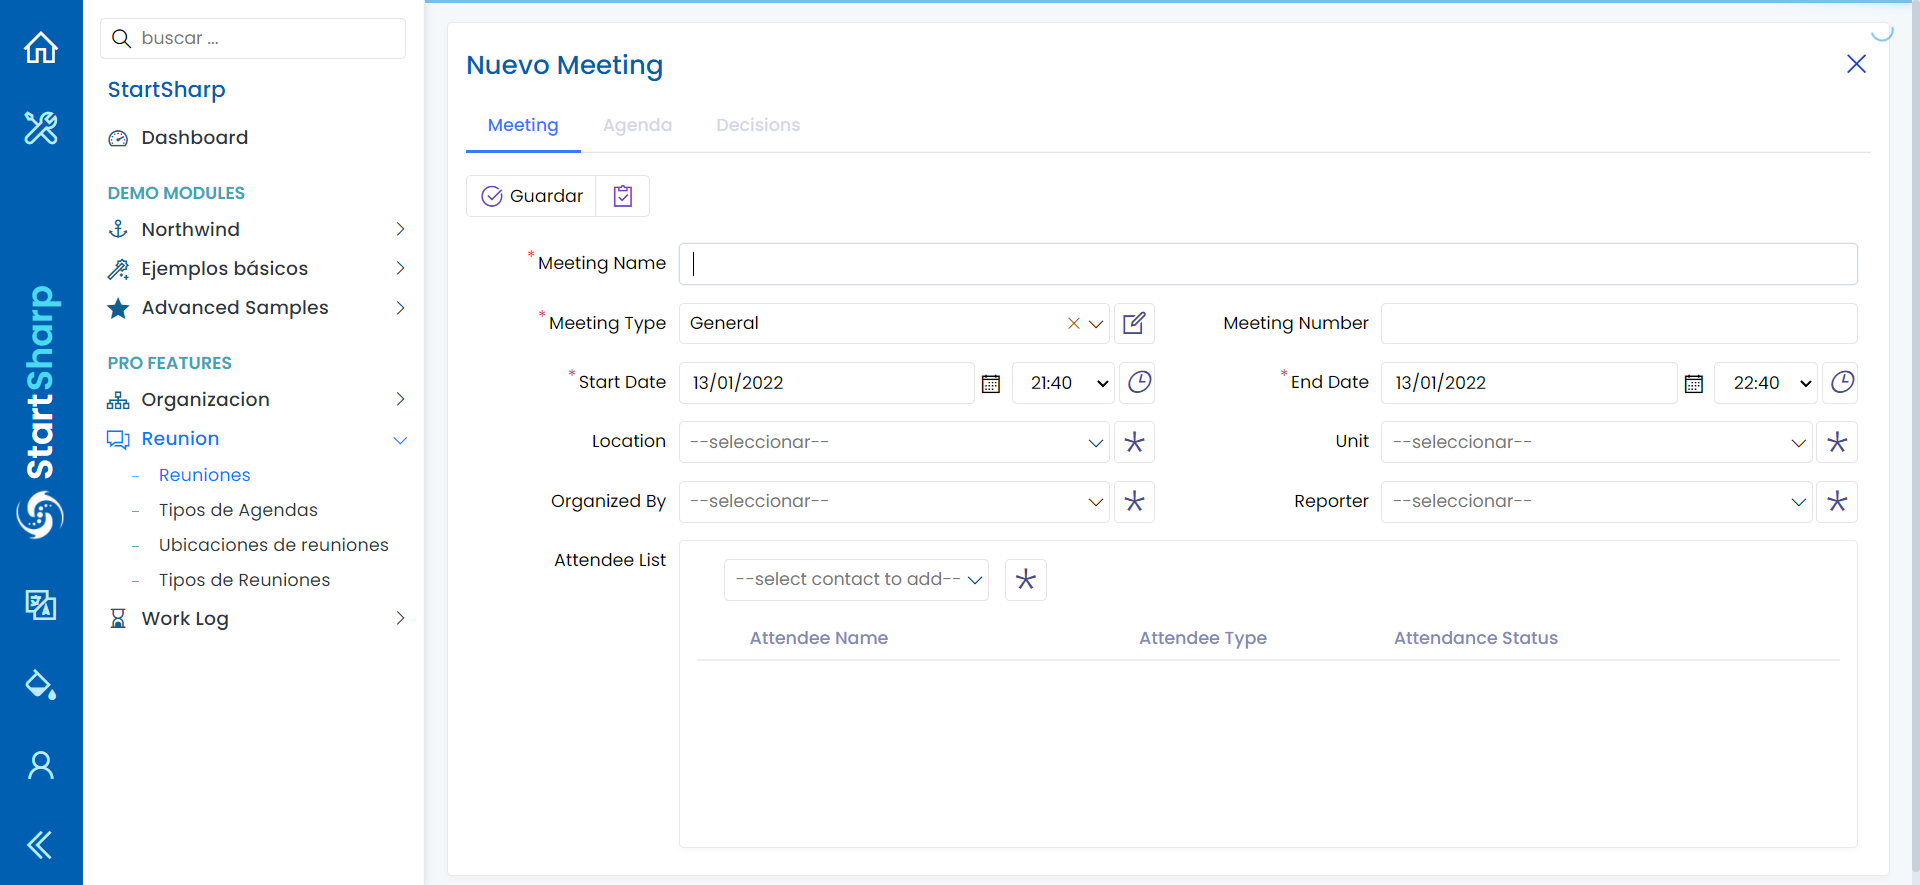 StartSharp
buscar ...
StartSharp
Dashboard
DEMO MODULES
Northwind
Ejemplos básicos
Advanced Samples
PRO FEATURES
Organizacion
Reunion
- Reuniones
- Tipos de Agendas
- Ubicaciones de reuniones
- Tipos de Reuniones
Work Log
Nuevo Meeting
Meeting Agenda Decisions
Guardar
* Meeting Name
* Meeting Type General Meeting Number
* Start Date 13/01/2022 21:40 * End Date 13/01/2022 22:40
Location --seleccionar-- Unit --seleccionar--
Organized By --seleccionar-- Reporter --seleccionar--
Attendee List --select contact to add--
Attendee Name Attendee Type Attendance Status